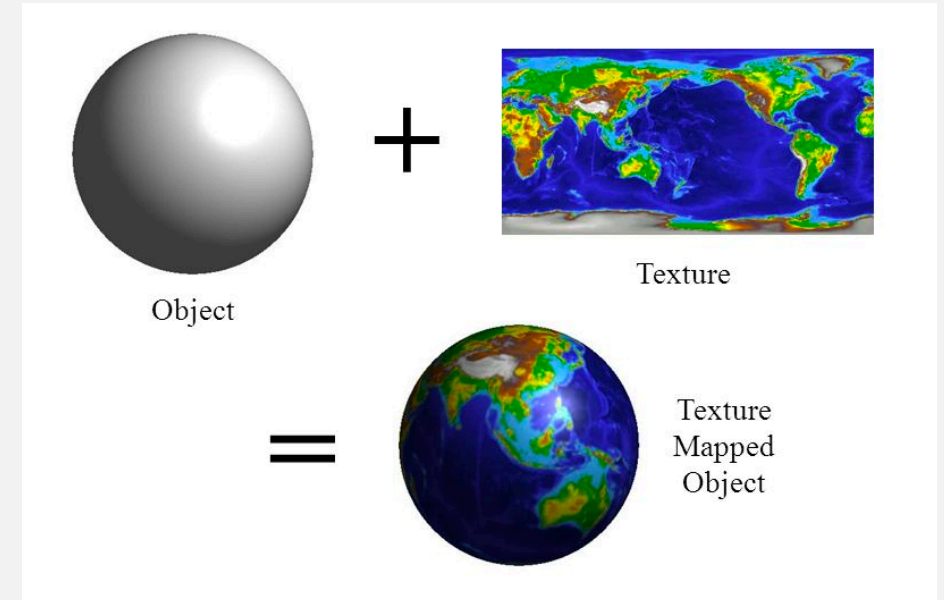 +
Texture
Object
=
Texture
Mapped
Object